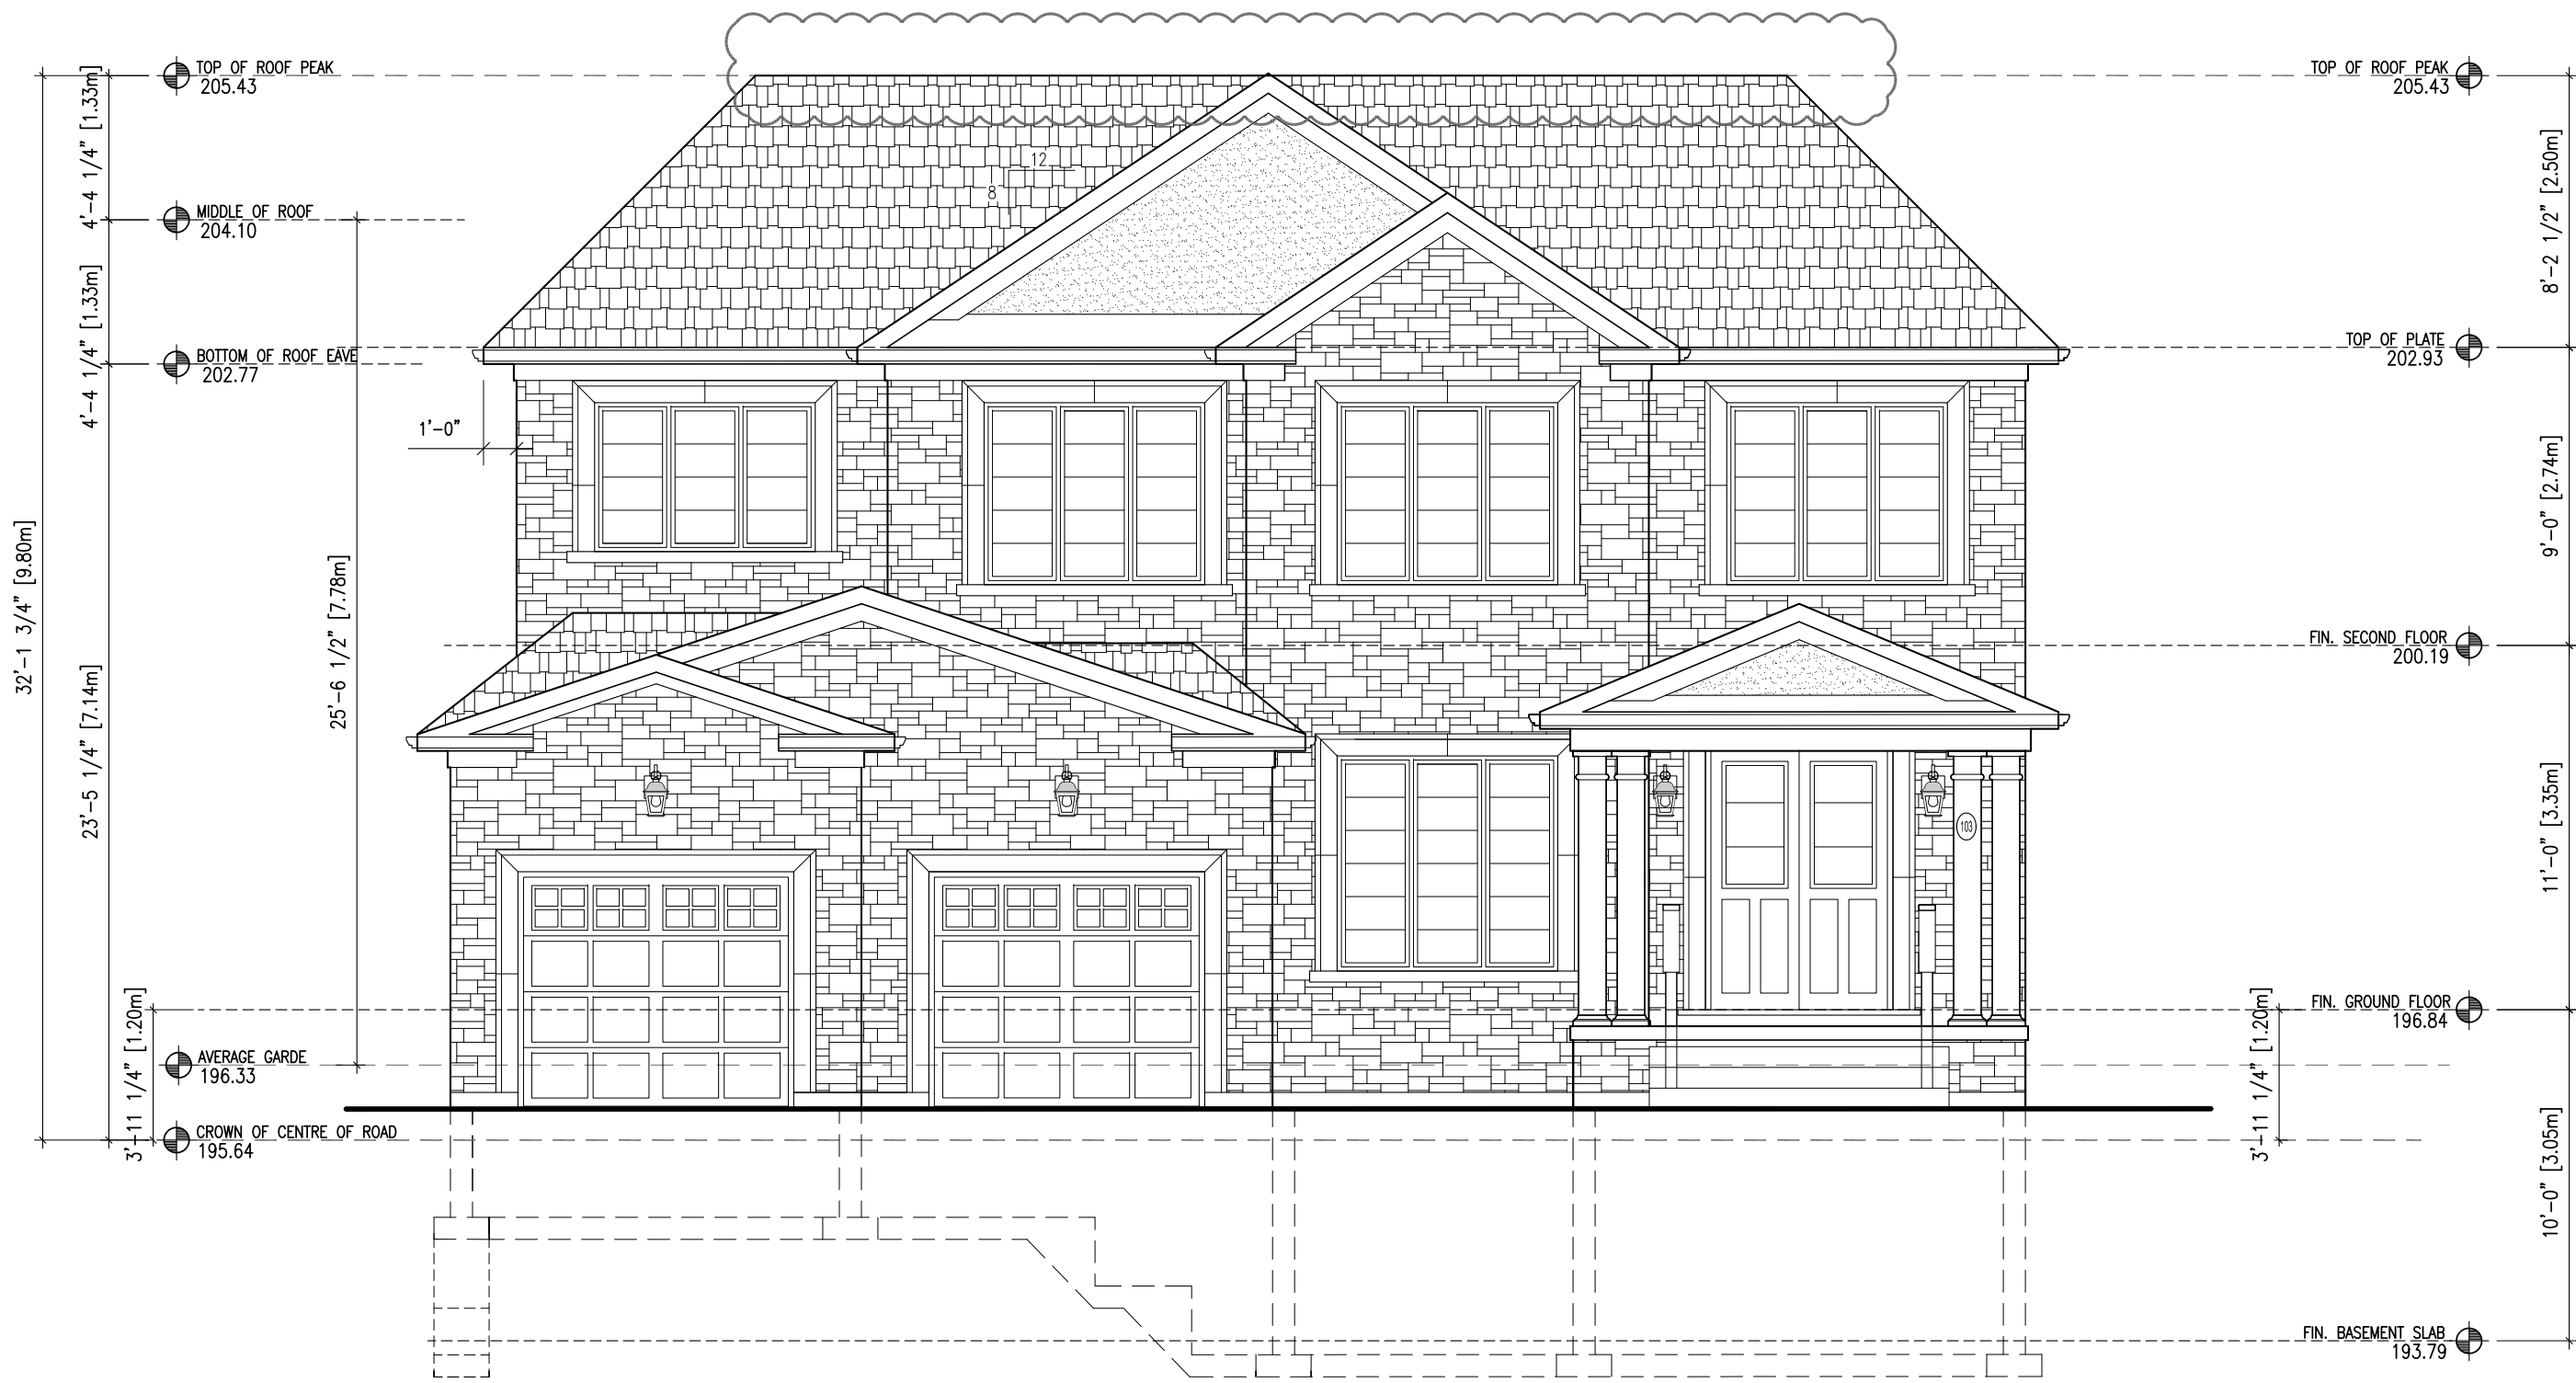 TOP OF ROOF PEAK
205.43
TOP OF ROOF PEAK
205.43
4'-4 1/4" [1.33m]
8'-2 1/2" [2.50m]
12
8
MIDDLE OF ROOF
204.10
4'-4 1/4" [1.33m]
BOTTOM OF ROOF EAVE
202.77
TOP OF PLATE
202.93
1'-0"
9'-0" [2.74m]
32'-1 3/4" [9.80m]
25'-6 1/2" [7.78m]
23'-5 1/4" [7.14m]
FIN. SECOND FLOOR
200.19
11'-0" [3.35m]
103
3'-11 1/4" [1.20m]
FIN. GROUND FLOOR
196.84
3'-11 1/4" [1.20m]
AVERAGE GARDE
196.33
CROWN OF CENTRE OF ROAD
195.64
10'-0" [3.05m]
FIN. BASEMENT SLAB
193.79